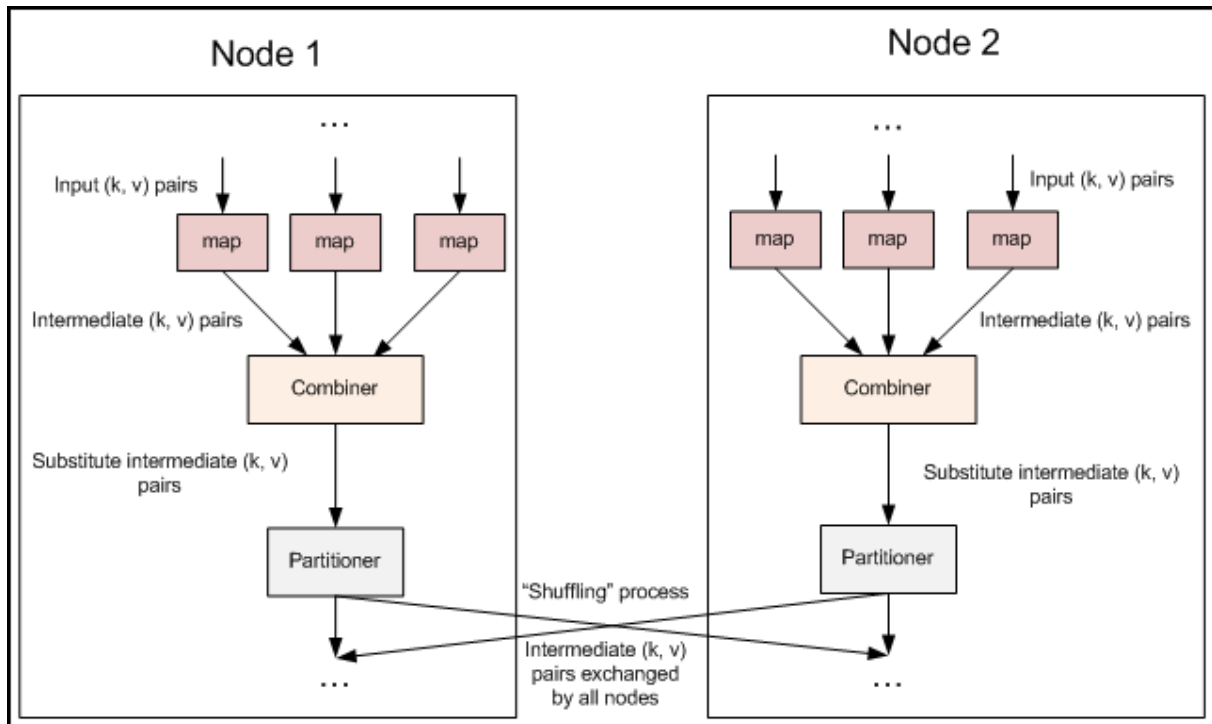 Node 1
Node 2
...
...
Input (k, v) pairs
Input (k, v) pairs
map
map
map
map
map
map
Intermediate (k, v) pairs
Intermediate (k, v) pairs
Combiner
Combiner
Substitute intermediate (k, v)
pairs
Substitute intermediate (k, v)
pairs
Partitioner
Partitioner
“Shuffling” process
Intermediate (k, v)
pairs exchanged
by all nodes
...
...